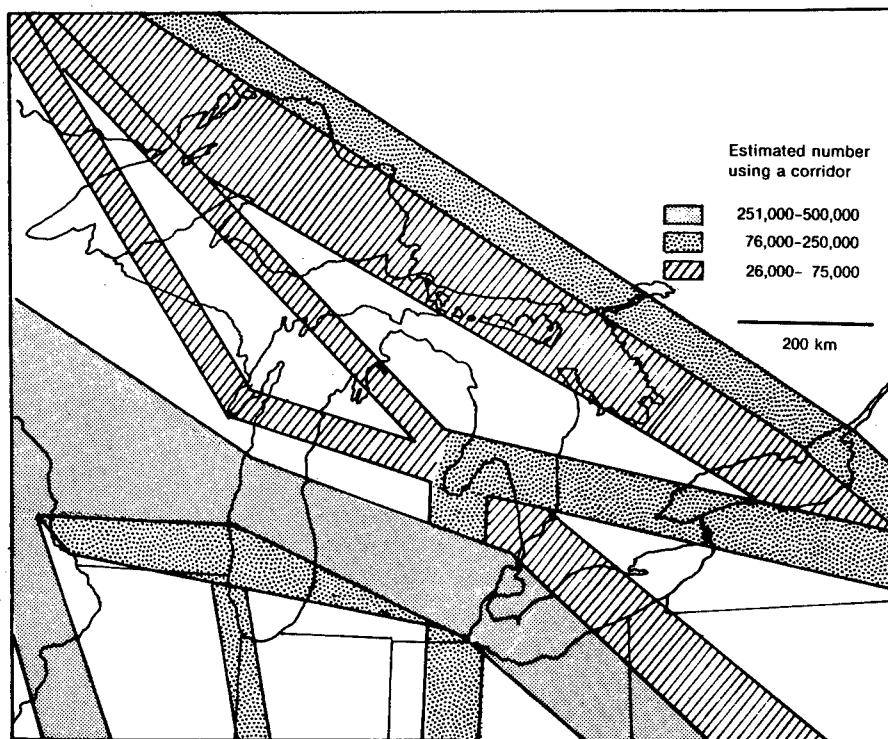 Estimated number
using a corridor
251,000–500,000
76,000–250,000
26,000– 75,000
200 km